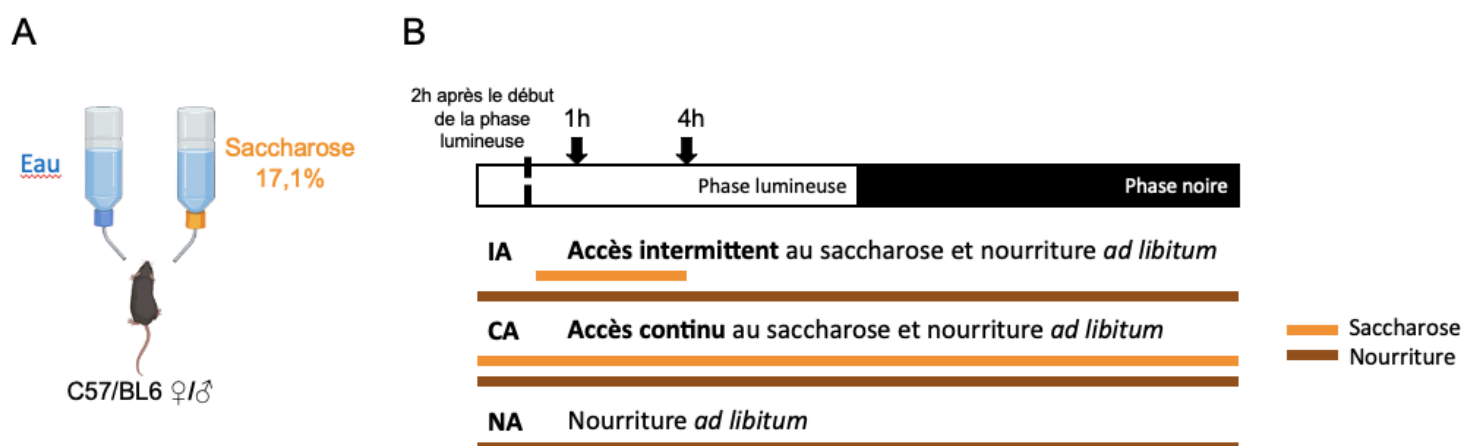 A
Eau
Saccharose
17,1%
C57/BL6 ♀/♂
B
2h après le début
de la phase
lumineuse
1h
4h
Phase lumineuse
Phase noire
IA Accès intermittent au saccharose et nourriture ad libitum
CA Accès continu au saccharose et nourriture ad libitum
NA Nourriture ad libitum
Saccharose
Nourriture